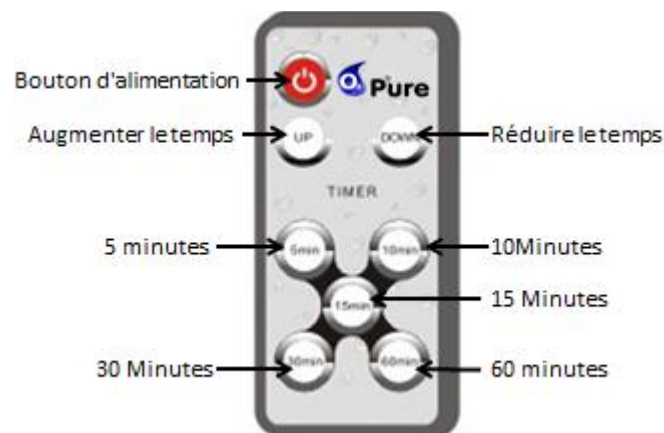 Bouton d'alimentation
Pure
Augmenter le temps
UP
DOWN
Réduire le temps
TIMER
5 minutes
5min
10min
10Minutes
15min
15 Minutes
30 Minutes
30min
60min
60 minutes